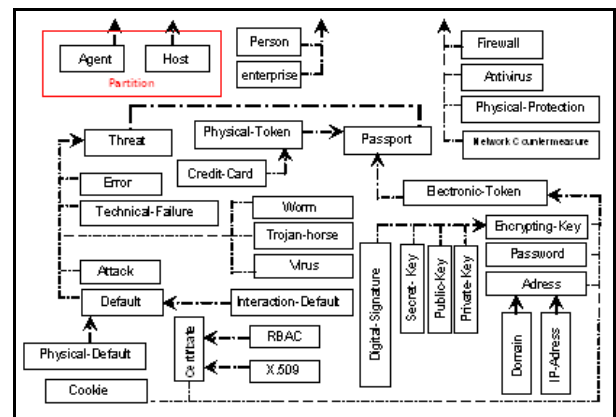 Agent
Host
Partition
Person
enterprise
Firewall
Antivirus
Physical-Protection
Network Countermeasure
Threat
Physical-Token
Passport
Credit-Card
Error
Technical-Failure
Electronic-Token
Worm
Trojan-horse
Virus
Encrypting-Key
Password
Adress
Attack
Default
Interaction-Default
Digital-Signature
Secret- Key
Public-Key
Private-Key
Domain
IP-Adress
Physical-Default
Certificate
RBAC
X.509
Cookie